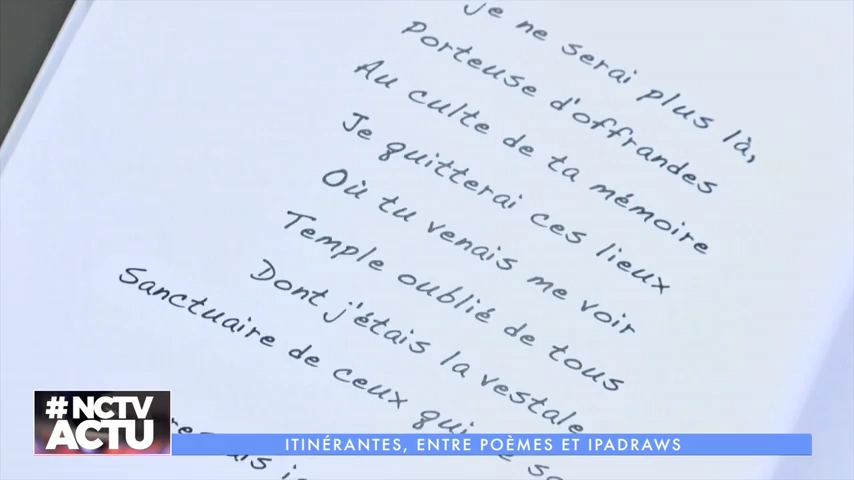 Je ne serai plus là,
Porteuse d'offrandes
Au culte de ta mémoire
Je quitterai ces lieux
Où tu venais me voir
Temple oublié de tous
Dont j'étais la vestale
Sanctuaire de ceux qui
#NCTV
ACTU
ITINÉRANTES, ENTRE POÈMES ET IPADRAWS